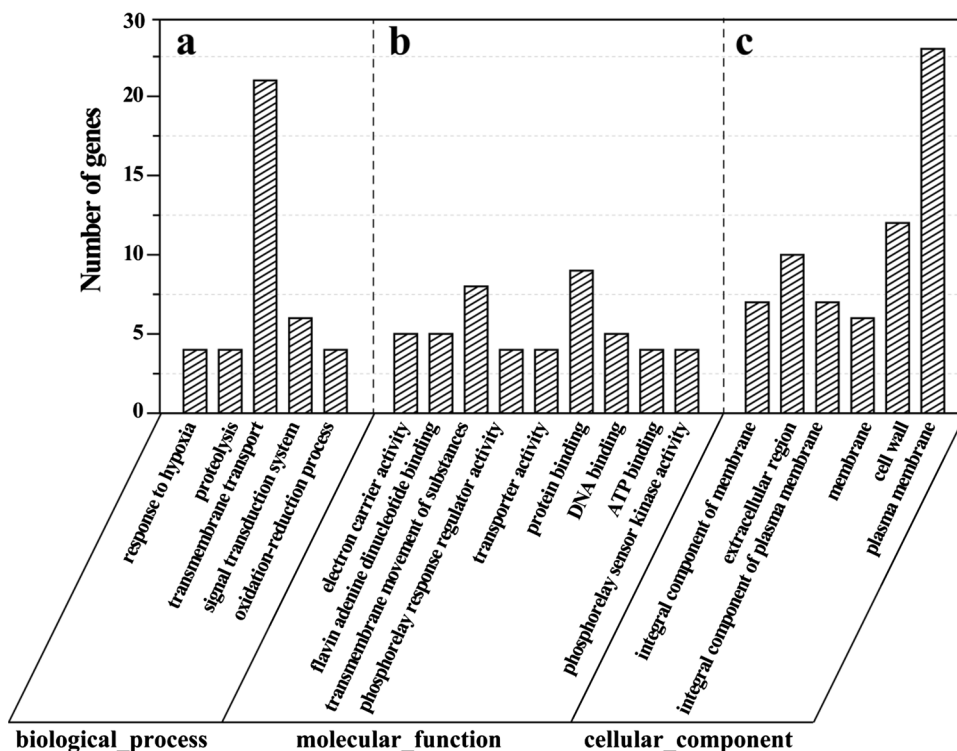 a
b
c
Number of genes
30
20
15
10
5
0
response to hypoxia
proteolysis
transmembrane transport
signal transduction system
oxidation-reduction process
electron carrier activity
flavin adenine dinucleotide binding
transmembrane movement of substances
phosphorelay response regulator activity
transporter activity
protein binding
DNA binding
ATP binding
phosphorelay sensor kinase activity
integral component of membrane
extracellular region
integral component of plasma membrane
membrane
cell wall
plasma membrane
biological_process
molecular_function
cellular_component